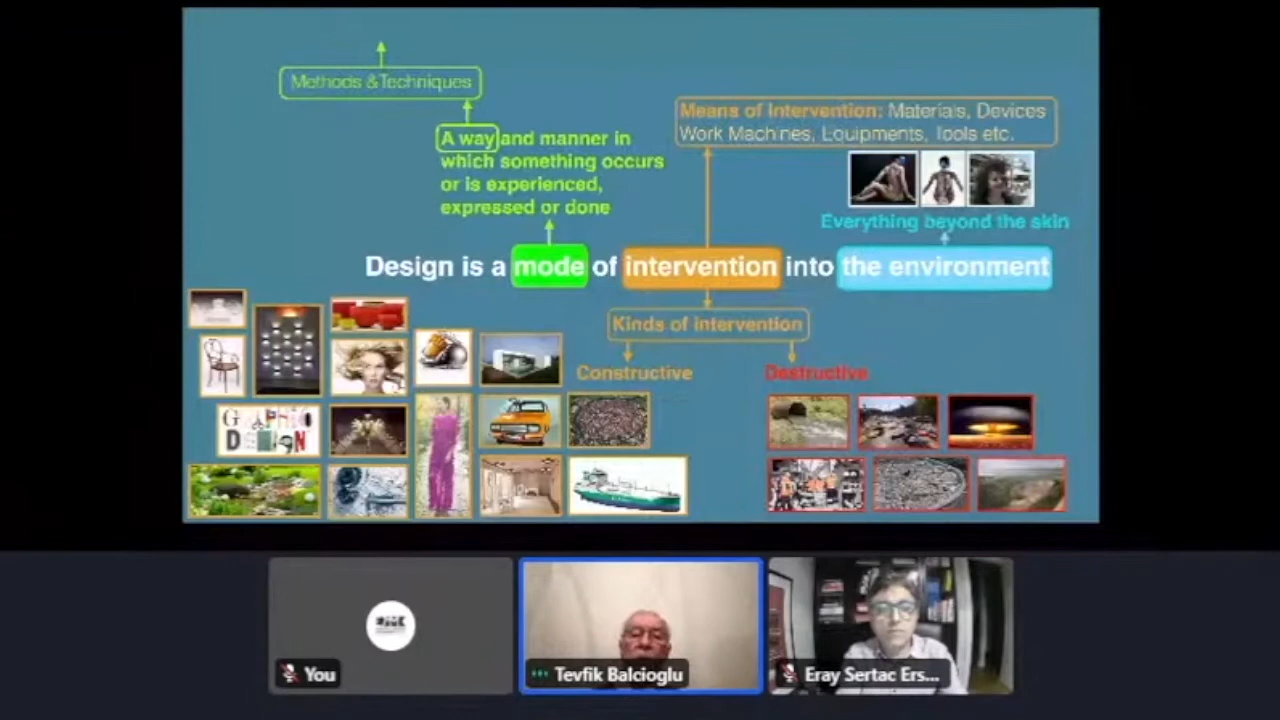 Methods &Techniques
Means of Intervention: Materials, Devices
Work Machines, Equipments, Tools etc.
A way and manner in
which something occurs
or is experienced,
expressed or done
Everything beyond the skin
Design is a mode of intervention into the environment
Kinds of intervention
Constructive
Destructive
GRAPHIC
DESIGN
You
Tevfik Balcioglu
Eray Sertac Ers...